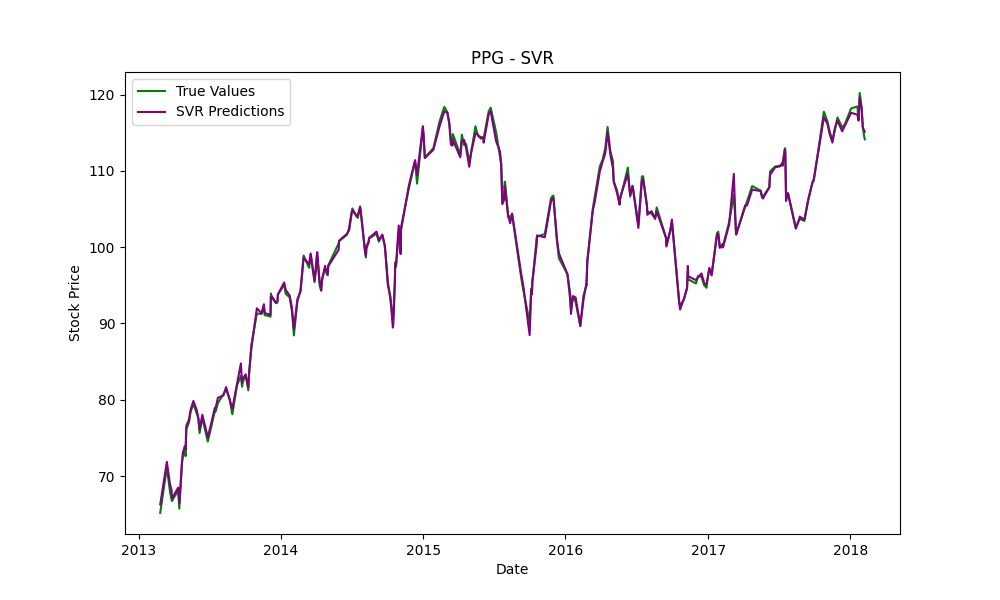 PPG - SVR
True Values
SVR Predictions
120
110
100
90
80
70
Stock Price
2013 2014 2015 2016 2017 2018
Date